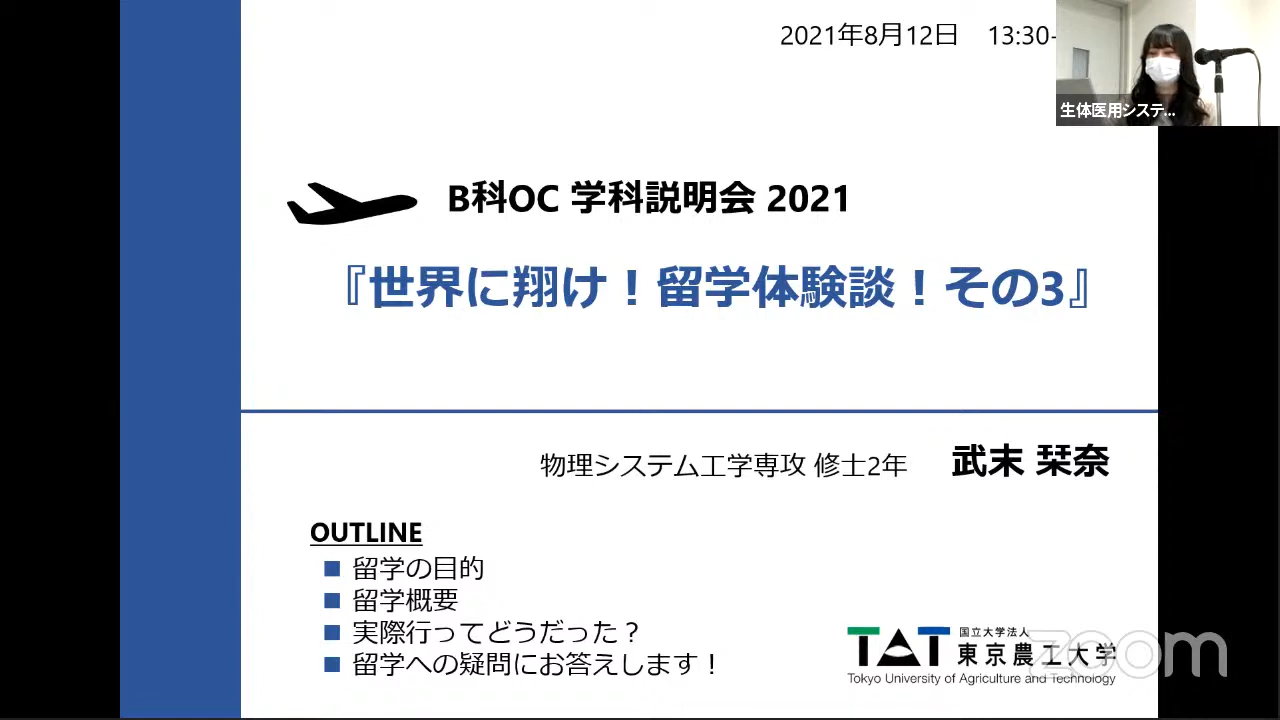 2021年8月12日 13:30-
生体医用システ...
B科OC 学科説明会 2021
『世界に翔け！留学体験談！その3』
物理システム工学専攻 修士2年 武末 栞奈
OUTLINE
■ 留学の目的
■ 留学概要
■ 実際行ってどうだった？
■ 留学への疑問にお答えします！
TAT 国立大学法人
東京農工大学
Tokyo University of Agriculture and Technology
zoom